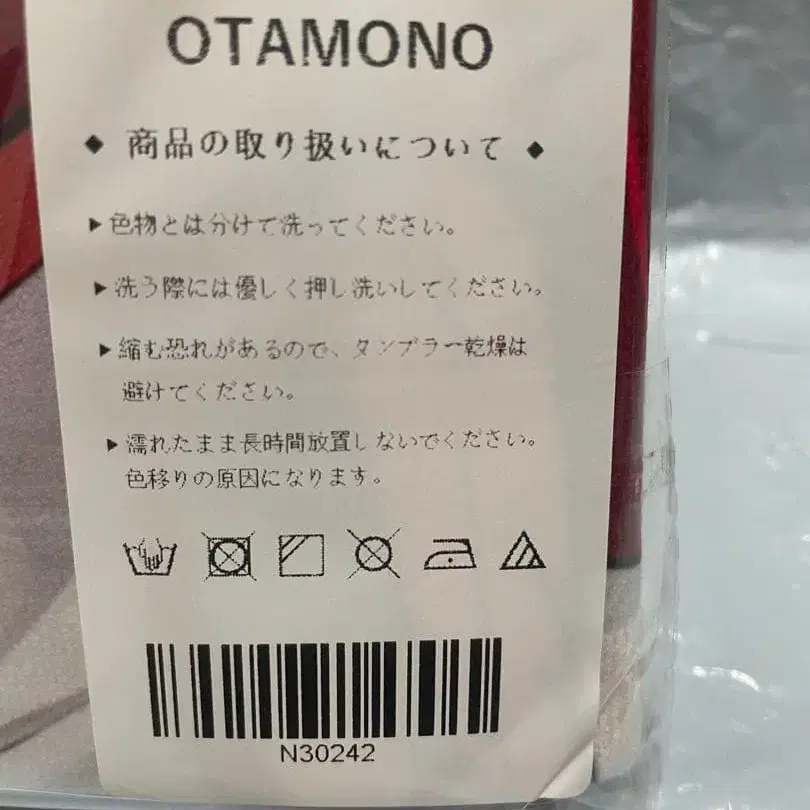 OTAMONO
◆ 商品の取り扱いについて ◆
▶色物とは分けて洗ってください。
▶洗う際には優しく押し洗いしてください。
▶縮む恐れがあるので、タンブラー乾燥は
避けてください。
▶濡れたまま長時間放置しないでください。
色移りの原因になります。
N30242